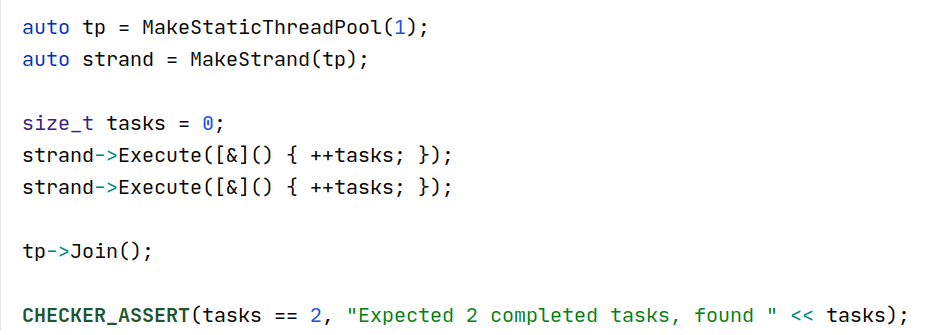 auto tp = MakeStaticThreadPool(1);
auto strand = MakeStrand(tp);
size_t tasks = 0;
strand->Execute([&]() { ++tasks; });
strand->Execute([&]() { ++tasks; });
tp->Join();
CHECKER_ASSERT(tasks == 2, "Expected 2 completed tasks, found " << tasks);